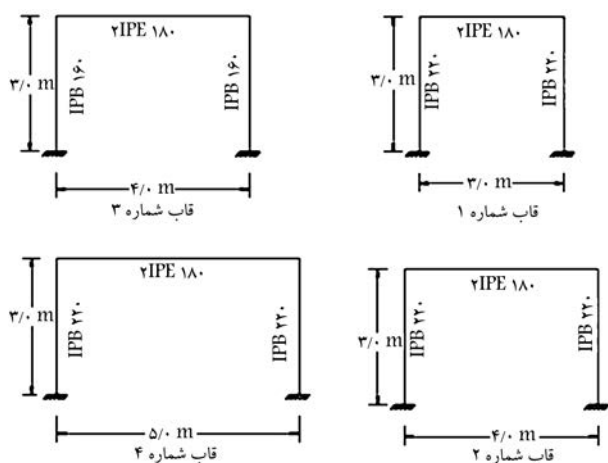 ۲IPE ۱۸۰
IPB ۲۲۰
IPB ۲۲۰
۳/۰ m
۳/۰ m
قاب شماره ۱
۲IPE ۱۸۰
IPB ۱۶۰
IPB ۱۶۰
۳/۰ m
۴/۰ m
قاب شماره ۳
۲IPE ۱۸۰
IPB ۲۲۰
IPB ۲۲۰
۳/۰ m
۴/۰ m
قاب شماره ۲
۲IPE ۱۸۰
IPB ۲۲۰
IPB ۲۲۰
۳/۰ m
۵/۰ m
قاب شماره ۴